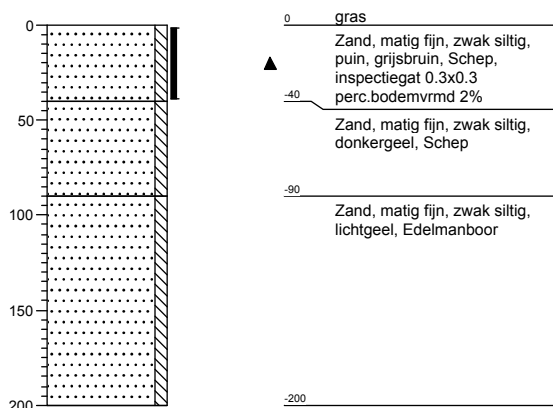 0
50
100
150
200
0
gras
Zand, matig fijn, zwak siltig,
puin, grijsbruin, Schep,
inspectiegat 0.3x0.3
perc.bodemvrmd 2%
-40
Zand, matig fijn, zwak siltig,
donkergeel, Schep
-90
Zand, matig fijn, zwak siltig,
lichtgeel, Edelmanboor
-200